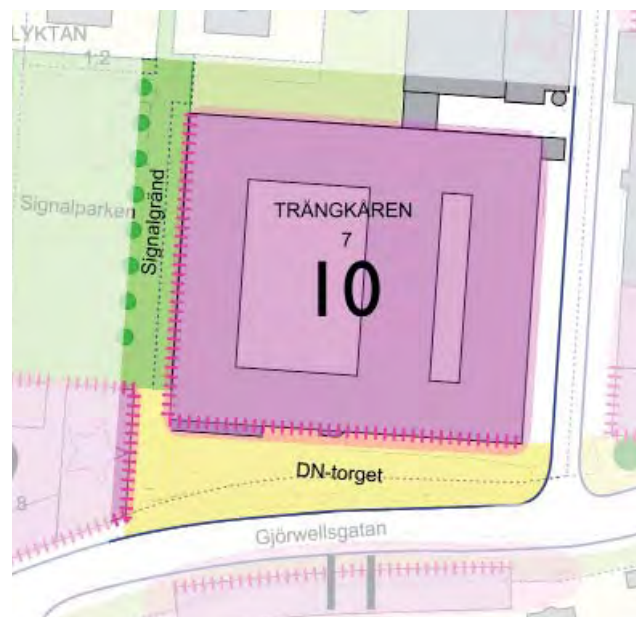 LYKTAN
1:2
Signalparken
Signalgränd
TRÄNGKÅREN
7
10
DN-torget
8
Gjörwellsgatan